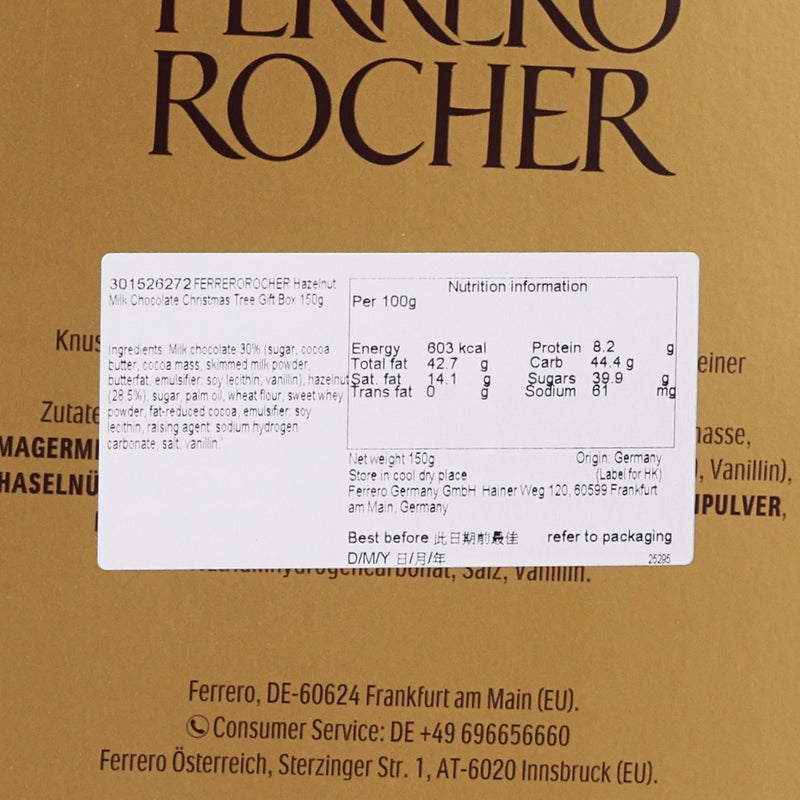 FERRERO
ROCHER
301526272 FERREROROCHER Hazelnut
Milk Chocolate Christmas Tree Gift Box 150g
Ingredients: Milk chocolate 30% (sugar, cocoa
butter, cocoa mass, skimmed milk powder,
butterfat, emulsifier: soy lecithin, vanillin), hazelnut
(28.5%), sugar, palm oil, wheat flour, sweet whey
powder, fat-reduced cocoa, emulsifier: soy
lecithin, raising agent: sodium hydrogen
carbonate, salt, vanillin.
Nutrition information
Per 100g
Energy 603 kcal Protein 8.2 g
Total fat 42.7 g Carb 44.4 g
Sat. fat 14.1 g Sugars 39.9 g
Trans fat 0 g Sodium 61 mg
Net weight 150g Origin: Germany
Store in cool dry place (Label for HK)
Ferrero Germany GmbH Hainer Weg 120, 60599 Frankfurt
am Main, Germany
Best before 此日期前最佳 refer to packaging
D/M/Y 日/月/年 25295
Knus
einer
Zutate
nasse,
MAGERMI
), Vanillin),
HASELNÜ
IPULVER,
Salz, Vanillin.
Ferrero, DE-60624 Frankfurt am Main (EU).
Consumer Service: DE +49 696656660
Ferrero Österreich, Sterzinger Str. 1, AT-6020 Innsbruck (EU).